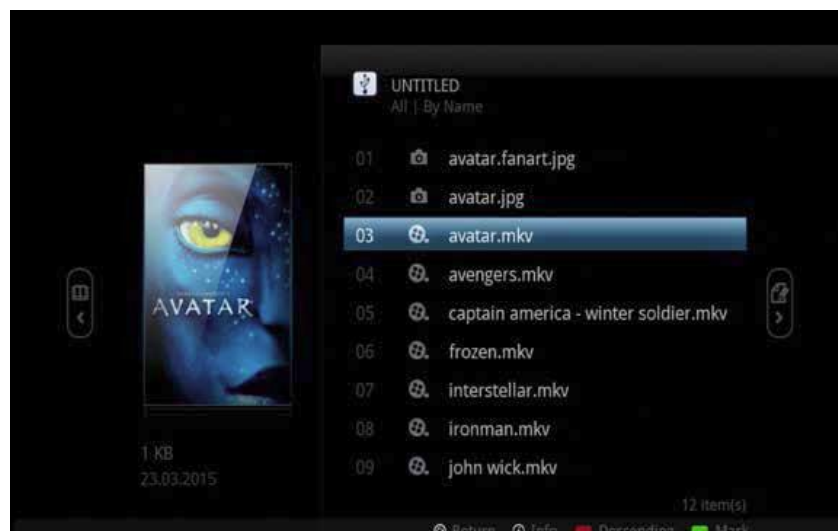 UNTITLED
All | By Name
01 avatar.fanart.jpg
02 avatar.jpg
03 avatar.mkv
04 avengers.mkv
05 captain america - winter soldier.mkv
06 frozen.mkv
07 interstellar.mkv
08 ironman.mkv
09 john wick.mkv
AVATAR
1 KB
23.03.2015
12 item(s)
Return Info Descending Mark